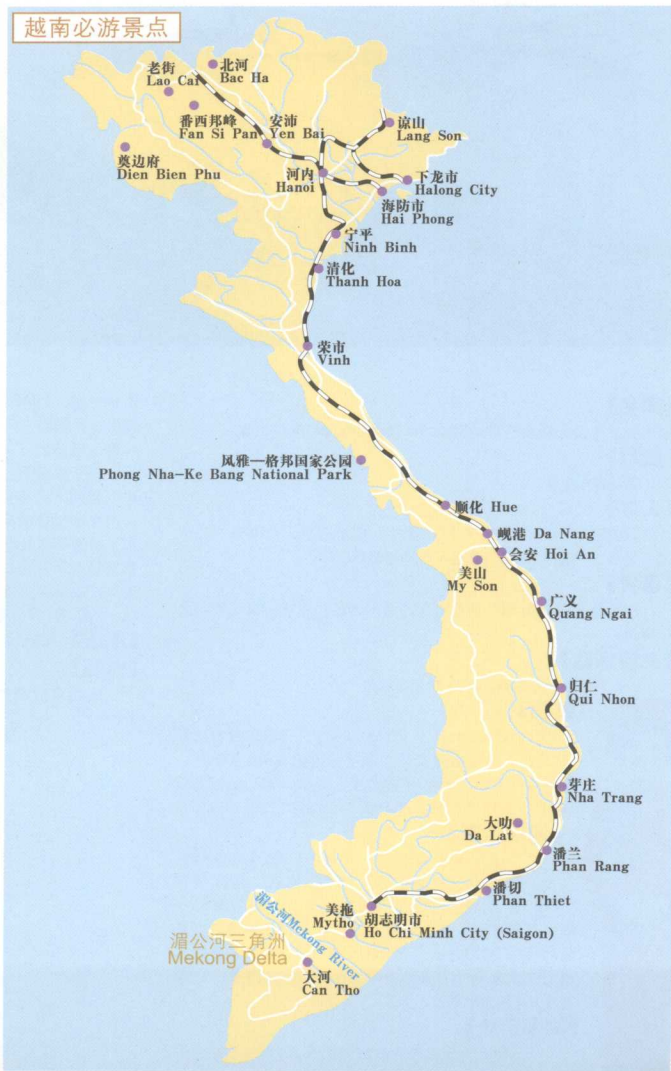 越南必游景点
老街
Lao Cai
北河
Bac Ha
番西邦峰
Fan Si Pan
安沛
Yen Bai
谅山
Lang Son
奠边府
Dien Bien Phu
河内
Hanoi
下龙市
Halong City
海防市
Hai Phong
宁平
Ninh Binh
清化
Thanh Hoa
荣市
Vinh
风雅—格邦国家公园
Phong Nha—Ke Bang National Park
顺化 Hue
岘港 Da Nang
会安 Hoi An
美山
My Son
广义
Quang Ngai
归仁
Qui Nhon
芽庄
Nha Trang
大叻
Da Lat
潘兰
Phan Rang
潘切
Phan Thiet
美拖
Mytho
胡志明市
Ho Chi Minh City (Saigon)
湄公河Mekong River
湄公河三角洲
Mekong Delta
大河
Can Tho